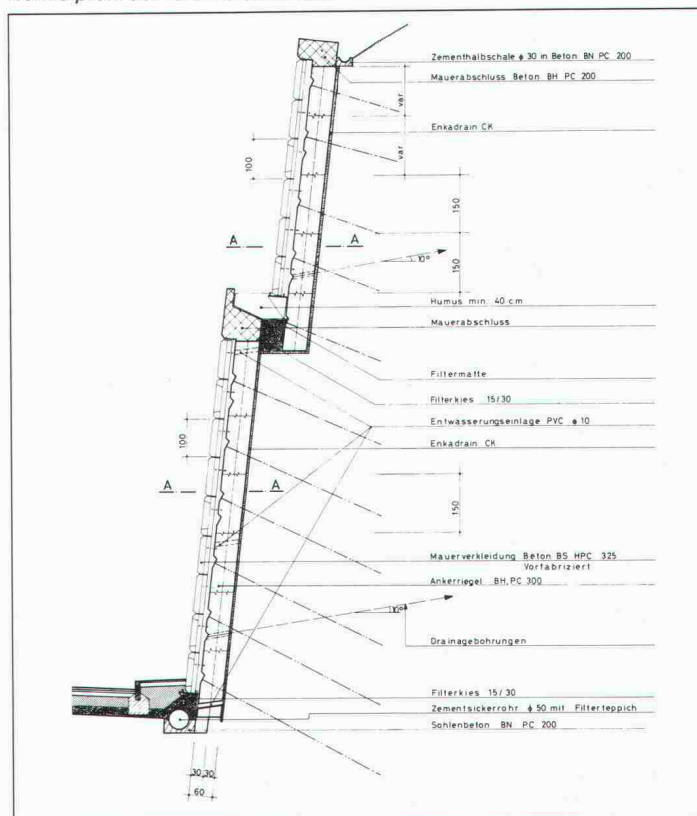 Zementhalbschale ϕ 30 in Beton BN PC 200
Mauerabschluss Beton BH PC 200
var
Enkadrain CK
var
100
150
A A
150
10°
Humus min. 40 cm
Mauerabschluss
Filtermatte
Filterkies 15/30
Entwässerungseinlage PVC ϕ 10
100
Enkadrain CK
A A
150
Mauerverkleidung Beton BS HPC 325
Vorfabriziert
Ankerriegel BH, PC 300
10°
Drainagebohrungen
Filterkies 15/30
Zementsickerrohr ϕ 50 mit Filterteppich
Sohlenbeton BN PC 200
30 30
60